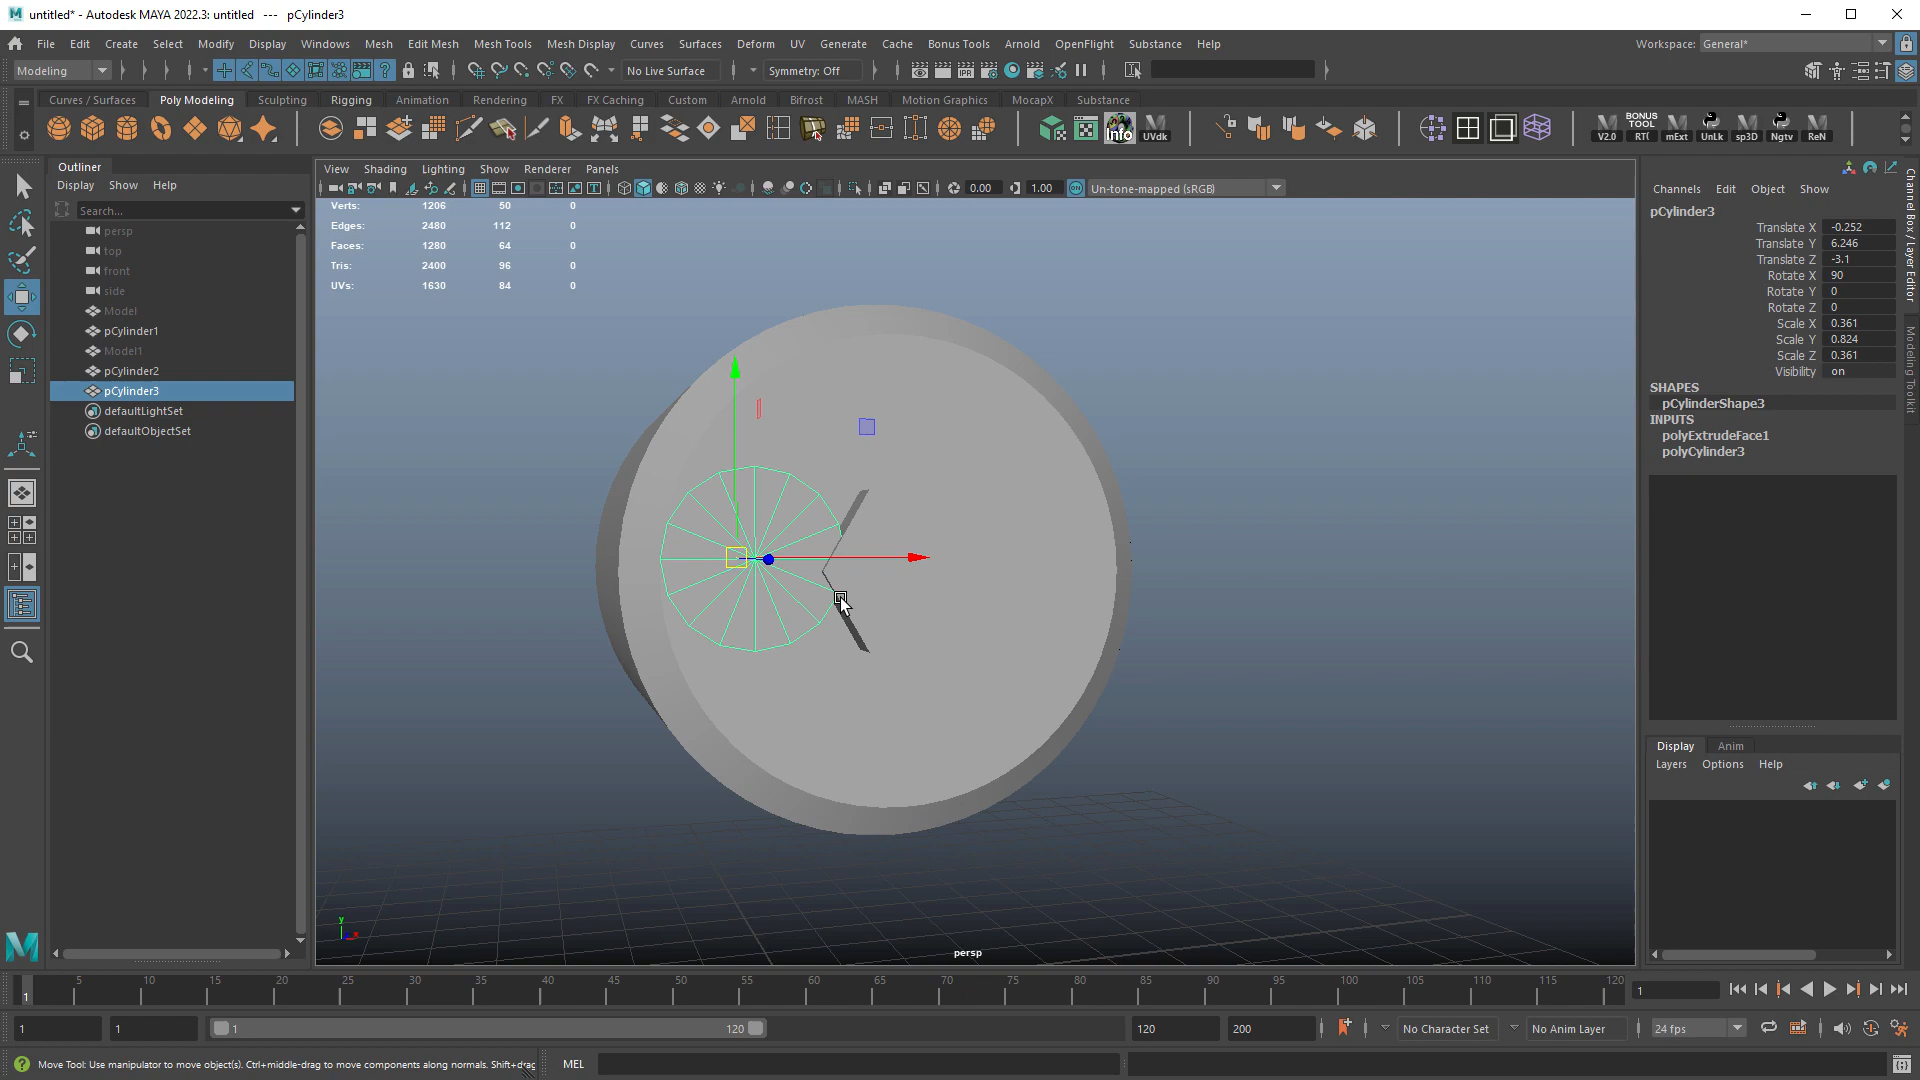 untitled* - Autodesk MAYA 2022.3: untitled --- pCylinder3
File Edit Create Select Modify Display Windows Mesh Edit Mesh Mesh Tools Mesh Display Curves Surfaces Deform UV Generate Cache Bonus Tools Arnold OpenFlight Substance Help
Workspace: General*
Modeling
No Live Surface
Symmetry: Off
IPR
Curves / Surfaces Poly Modeling Sculpting Rigging Animation Rendering FX FX Caching Custom Arnold Bifrost MASH Motion Graphics MocapX Substance
Info
UVdk
V2.0
BONUS TOOL
RT(
mExt
UnLk
sp3D
Ngtv
ReN
Outliner
Display Show Help
Search...
persp
top
front
side
Model
pCylinder1
Model1
pCylinder2
pCylinder3
defaultLightSet
defaultObjectSet
View Shading Lighting Show Renderer Panels
0.00
1.00
Un-tone-mapped (sRGB)
Verts: 1206 50 0
Edges: 2480 112 0
Faces: 1280 64 0
Tris: 2400 96 0
UVs: 1630 84 0
y
x
persp
Channels Edit Object Show
pCylinder3
Translate X -0.252
Translate Y 6.246
Translate Z -3.1
Rotate X 90
Rotate Y 0
Rotate Z 0
Scale X 0.361
Scale Y 0.824
Scale Z 0.361
Visibility on
SHAPES
pCylinderShape3
INPUTS
polyExtrudeFace1
polyCylinder3
Channel Box / Layer Editor
Modeling Toolkit
Display Anim
Layers Options Help
1 5 10 15 20 25 30 35 40 45 50 55 60 65 70 75 80 85 90 95 100 105 110 115 120
1
1 1 1 120 120 200
No Character Set
No Anim Layer
24 fps
Move Tool: Use manipulator to move object(s). Ctrl+middle-drag to move components along normals. Shift+drag
MEL